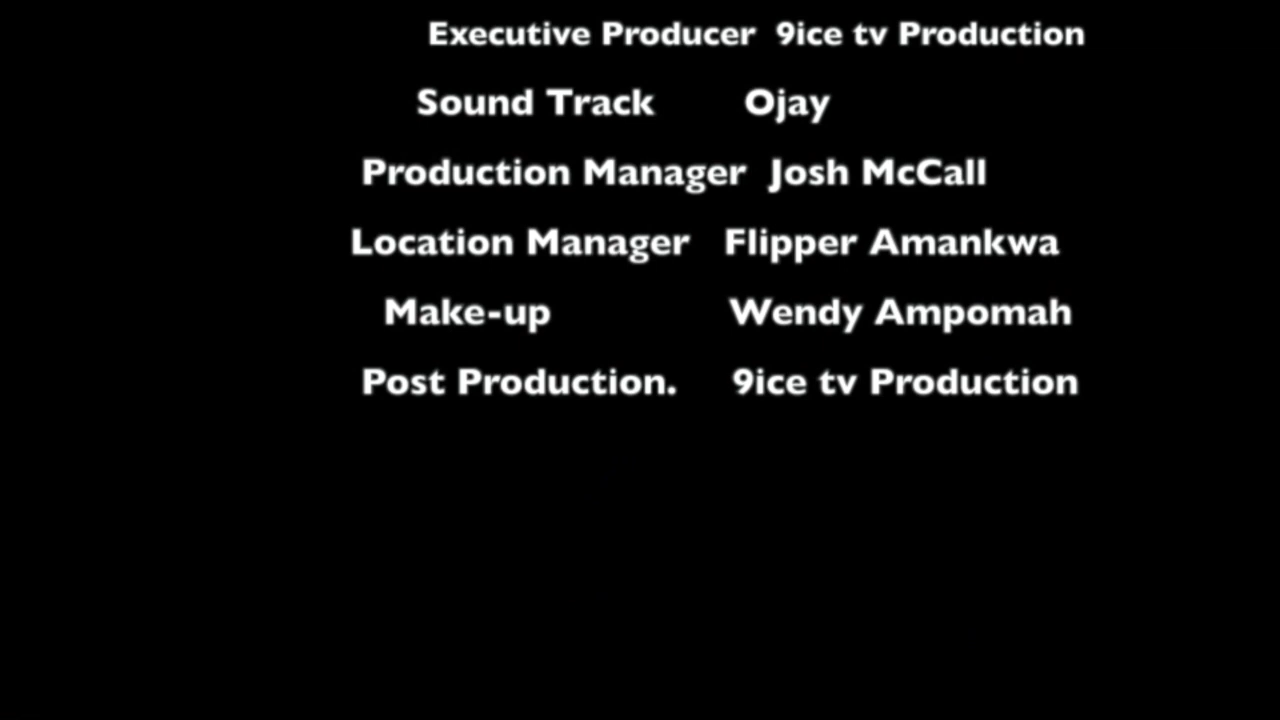 Executive Producer 9ice tv Production
Sound Track Ojay
Production Manager Josh McCall
Location Manager Flipper Amankwa
Make-up Wendy Ampomah
Post Production. 9ice tv Production